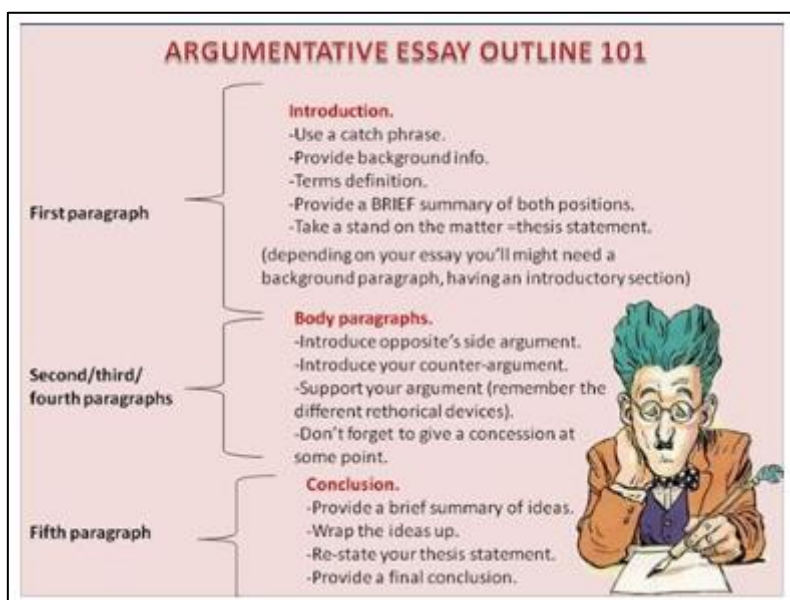 ARGUMENTATIVE ESSAY OUTLINE 101
First paragraph
Introduction.
-Use a catch phrase.
-Provide background info.
-Terms definition.
-Provide a BRIEF summary of both positions.
-Take a stand on the matter =thesis statement.
(depending on your essay you'll might need a
background paragraph, having an introductory section)
Second/third/
fourth paragraphs
Body paragraphs.
-Introduce opposite's side argument.
-Introduce your counter-argument.
-Support your argument (remember the
different rethorical devices).
-Don't forget to give a concession at
some point.
Fifth paragraph
Conclusion.
-Provide a brief summary of ideas.
-Wrap the ideas up.
-Re-state your thesis statement.
-Provide a final conclusion.